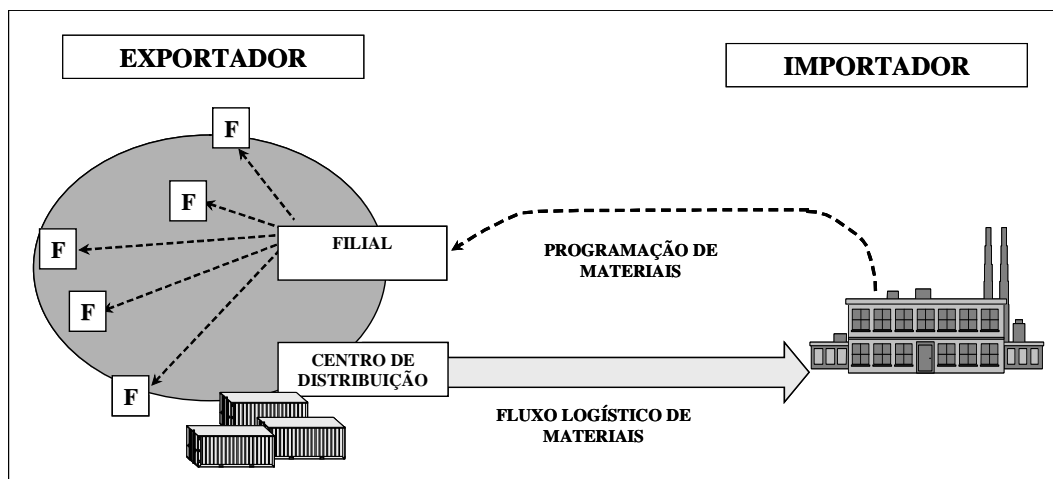 EXPORTADOR
IMPORTADOR
F
F
F
F
F
FILIAL
PROGRAMAÇÃO DE
MATERIAIS
CENTRO DE
DISTRIBUIÇÃO
FLUXO LOGÍSTICO DE
MATERIAIS